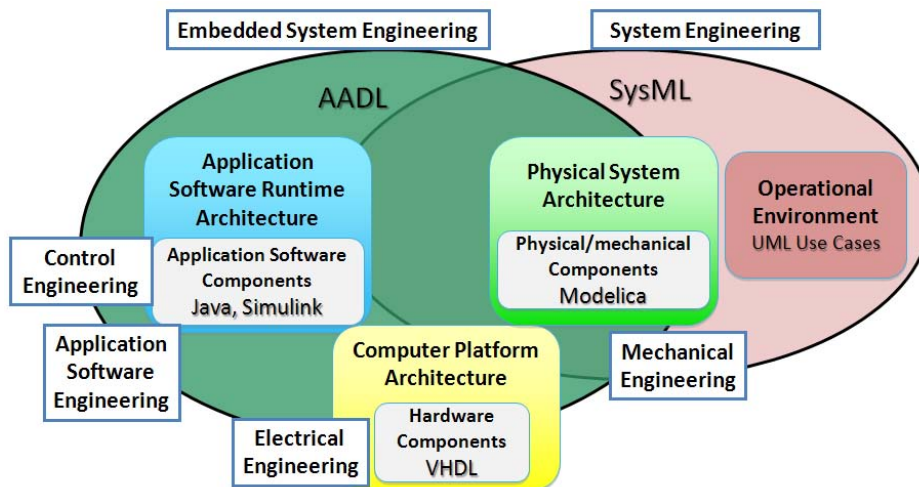 Embedded System Engineering
System Engineering
AADL
SysML
Application
Software Runtime
Architecture
Application Software
Components
Java, Simulink
Physical System
Architecture
Physical/mechanical
Components
Modelica
Operational
Environment
UML Use Cases
Control
Engineering
Application
Software
Engineering
Computer Platform
Architecture
Hardware
Components
VHDL
Mechanical
Engineering
Electrical
Engineering